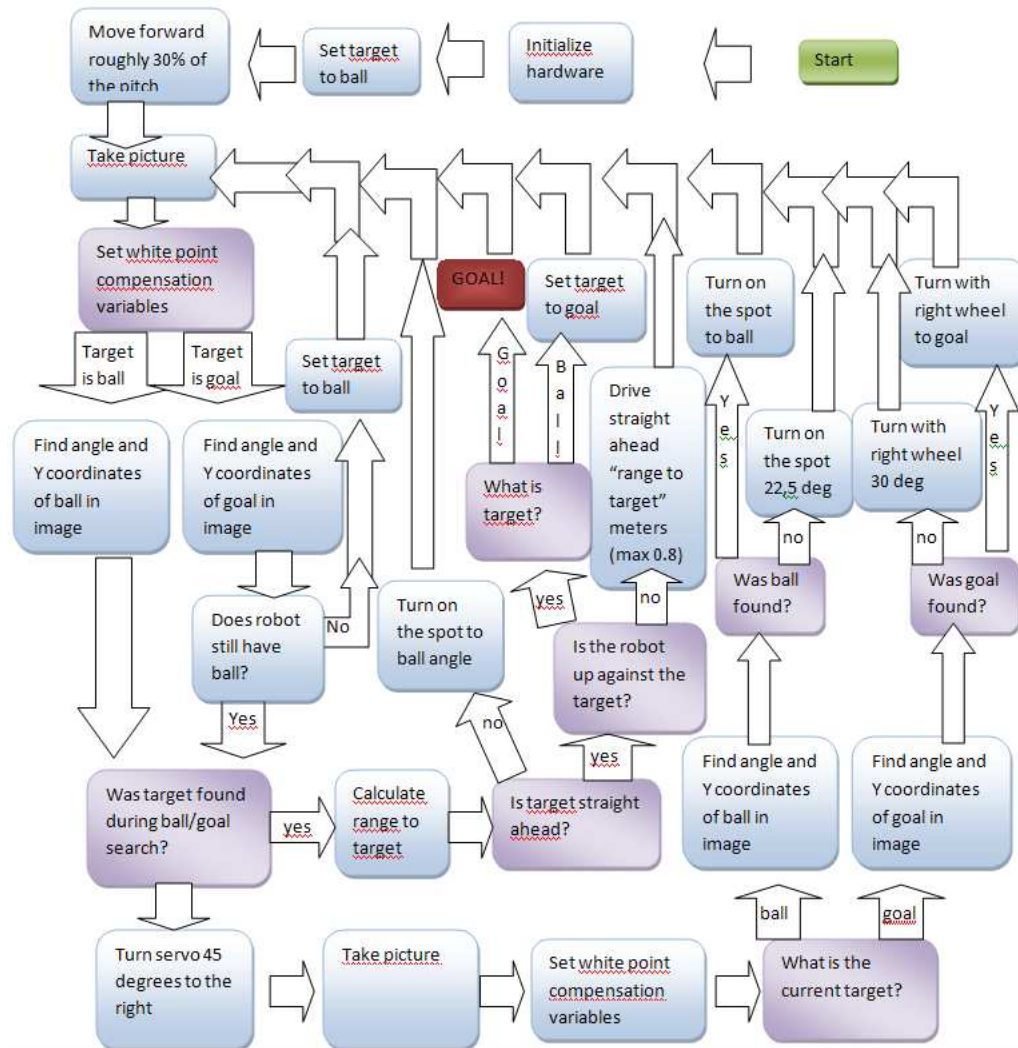 Move forward
roughly 30% of
the pitch
Set target
to ball
Initialize
hardware
Start
Take picture
Set white point
compensation
variables
Target
is ball
Target
is goal
Set target
to ball
GOAL!
Set target
to goal
Turn on
the spot
to ball
Turn with
right wheel
to goal
Goal
Ball
Drive
straight
ahead
“range to
target”
meters
(max 0.8)
Yes
Turn on
the spot
22,5 deg
Turn with
right wheel
30 deg
Yes
Find angle and
Y coordinates
of ball in
image
Find angle and
Y coordinates
of goal in
image
What is
target?
no
no
Was ball
found?
Was goal
found?
Does robot
still have
ball?
No
Turn on
the spot to
ball angle
yes
no
Is the robot
up against the
target?
Yes
no
yes
Find angle and
Y coordinates
of ball in
image
Find angle and
Y coordinates
of goal in
image
Was target found
during ball/goal
search?
yes
Calculate
range to
target
Is target straight
ahead?
ball
goal
Turn servo 45
degrees to the
right
Take picture
Set white point
compensation
variables
What is the
current target?